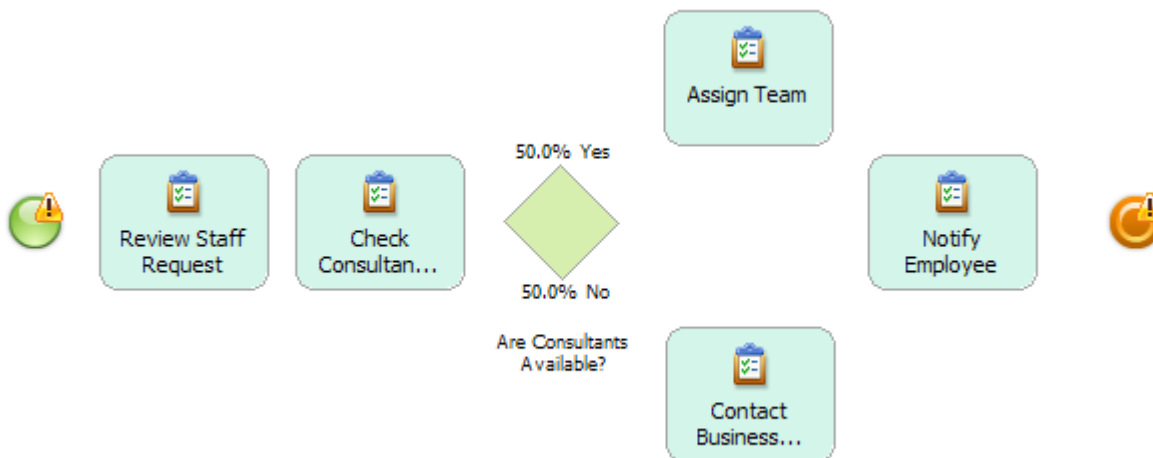 Assign Team
50.0% Yes
Review Staff
Request
Check
Consultan...
Notify
Employee
50.0% No
Are Consultants
Available?
Contact
Business...